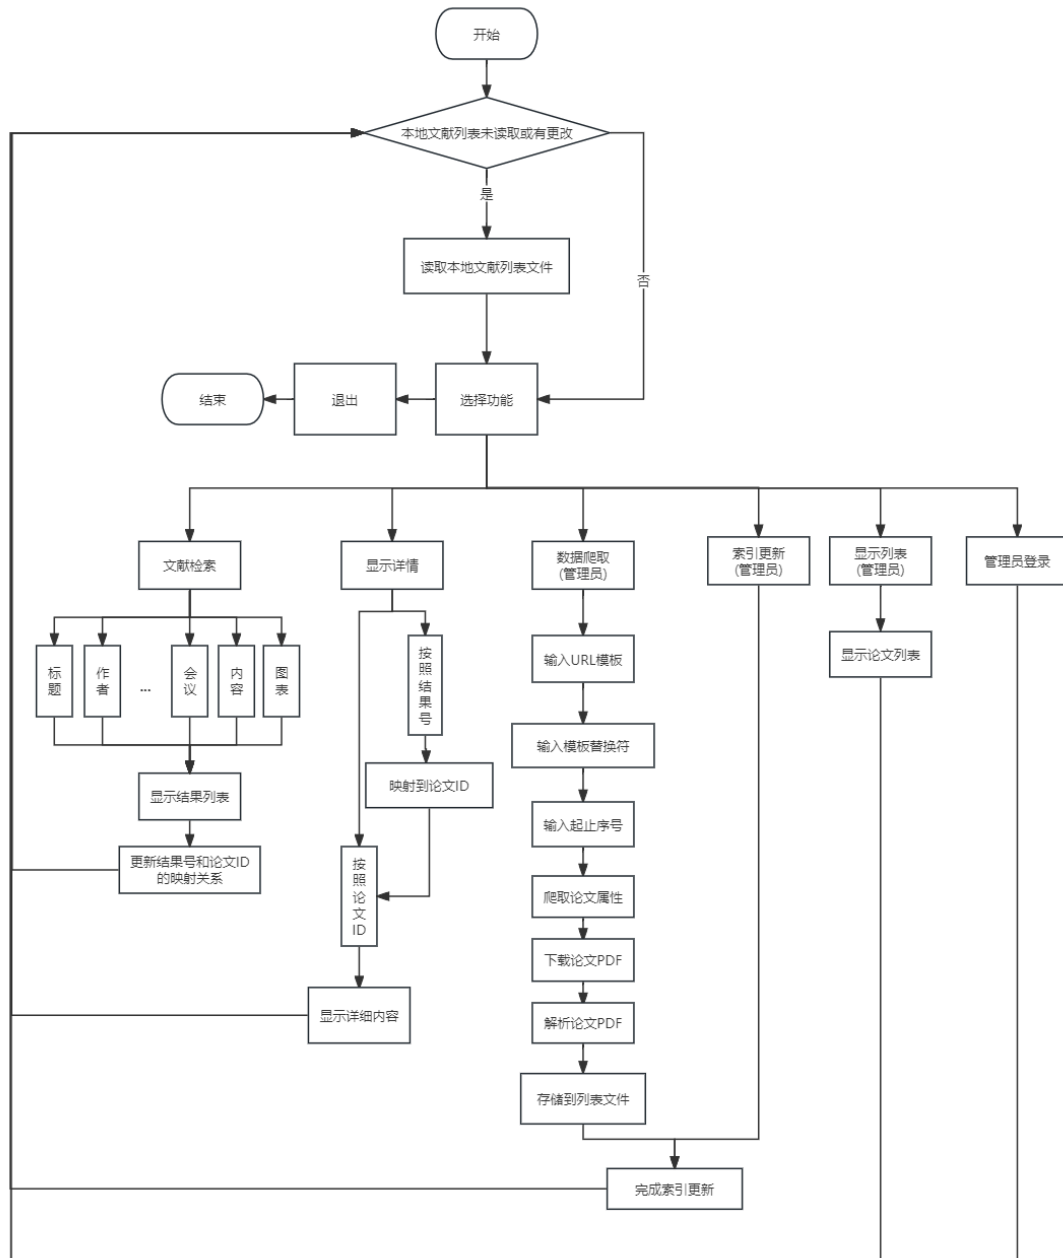 开始
本地文献列表未读取或有更改
是
读取本地文献列表文件
否
结束
退出
选择功能
文献检索
显示详情
数据爬取
(管理员)
索引更新
(管理员)
显示列表
(管理员)
管理员登录
标
题
作
者
...
会
议
内
容
图
表
按
照
结
果
号
输入URL模板
显示论文列表
输入模板替换符
显示结果列表
映射到论文ID
输入起止序号
更新结果号和论文ID
的映射关系
按
照
论
文
ID
爬取论文属性
下载论文PDF
显示详细内容
解析论文PDF
存储到列表文件
完成索引更新